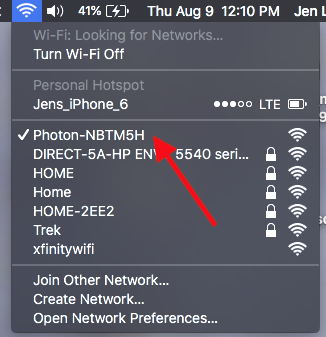 41% Thu Aug 9 12:10 PM Jen L
Wi-Fi: Looking for Networks...
Turn Wi-Fi Off
Personal Hotspot
Jens_iPhone_6 LTE
✓ Photon-NBTM5H
DIRECT-5A-HP ENV 5540 seri...
HOME
Home
HOME-2EE2
Trek
xfinitywifi
Join Other Network...
Create Network...
Open Network Preferences...